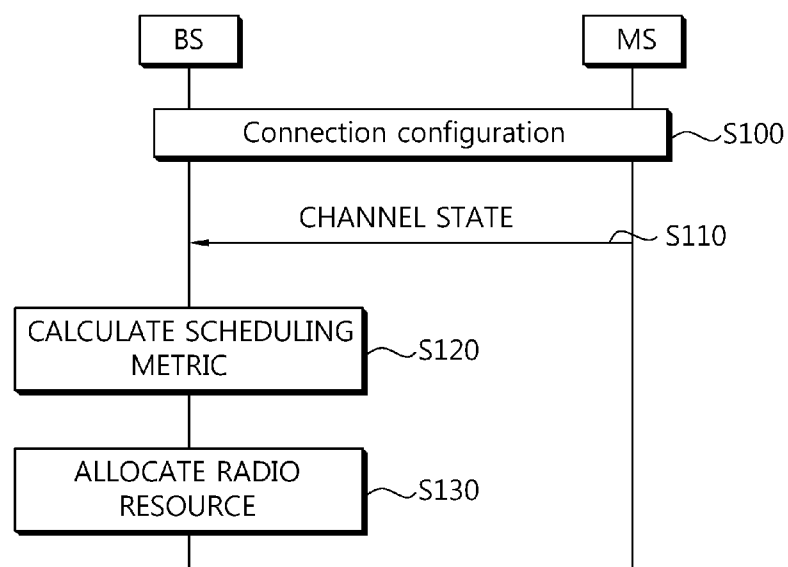 BS
MS
Connection configuration
S100
CHANNEL STATE
S110
CALCULATE SCHEDULING
METRIC
S120
ALLOCATE RADIO
RESOURCE
S130